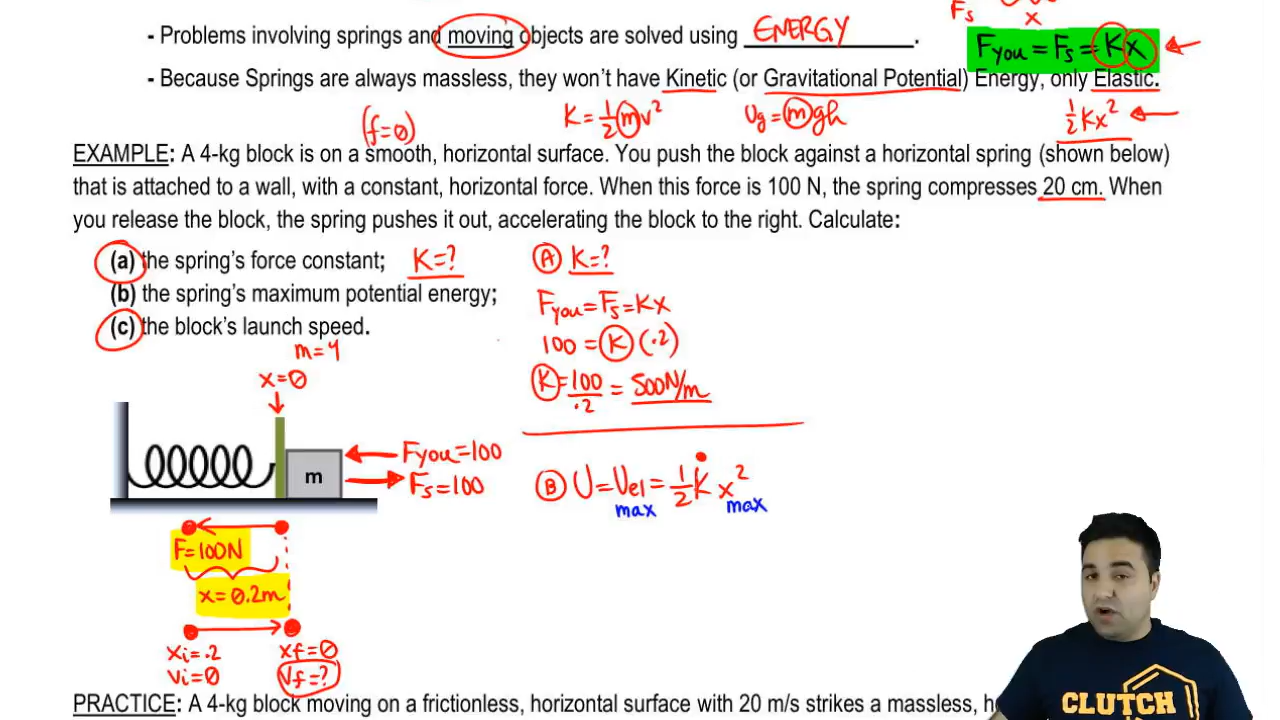 Fs
x
- Problems involving springs and moving objects are solved using ENERGY.
Fyou = Fs = Kx
- Because Springs are always massless, they won't have Kinetic (or Gravitational Potential) Energy, only Elastic.
(f=0)
K = ½mv²
Ug = mgh
½Kx²
EXAMPLE: A 4-kg block is on a smooth, horizontal surface. You push the block against a horizontal spring (shown below)
that is attached to a wall, with a constant, horizontal force. When this force is 100 N, the spring compresses 20 cm. When
you release the block, the spring pushes it out, accelerating the block to the right. Calculate:
(a) the spring's force constant; K=?
(b) the spring's maximum potential energy;
(c) the block's launch speed.
m=4
x=0
m
Fyou=100
Fs=100
F=100N
x=0.2m
xi=.2
vi=0
xf=0
Vf=?
A K=?
Fyou=Fs=Kx
100 = K (.2)
K=100/.2 = 500N/m
B U=Uel=½Kx²
max max
PRACTICE: A 4-kg block moving on a frictionless, horizontal surface with 20 m/s strikes a massless,
CLUTCH